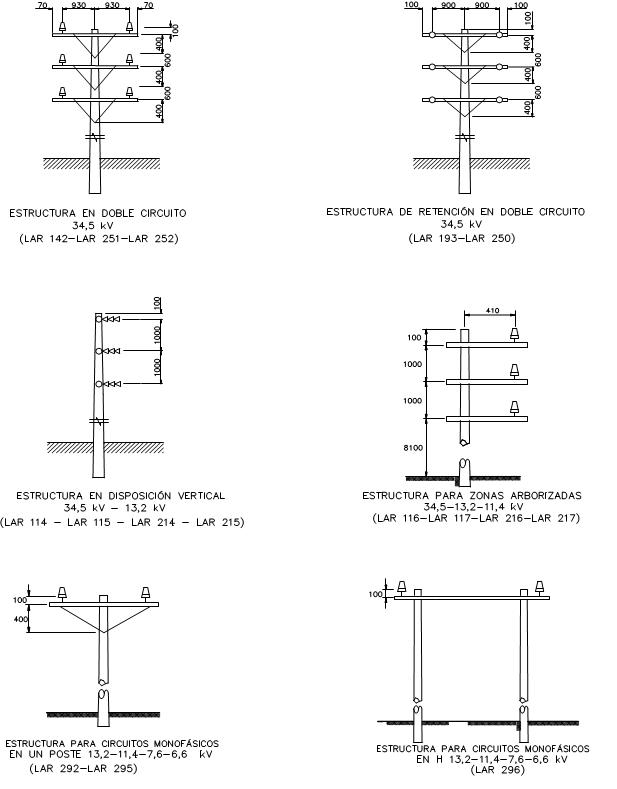 70 930 930 70
100
400
600
400
600
400
ESTRUCTURA EN DOBLE CIRCUITO
34,5 kV
(LAR 142-LAR 251-LAR 252)
100 900 900 100
100
400
600
400
600
400
ESTRUCTURA DE RETENCIÓN EN DOBLE CIRCUITO
34,5 kV
(LAR 193-LAR 250)
100
1000
1000
ESTRUCTURA EN DISPOSICIÓN VERTICAL
34,5 kV - 13,2 kV
(LAR 114 - LAR 115 - LAR 214 - LAR 215)
410
100
1000
1000
8100
ESTRUCTURA PARA ZONAS ARBORIZADAS
34,5-13,2-11,4 kV
(LAR 116-LAR 117-LAR 216-LAR 217)
100
400
ESTRUCTURA PARA CIRCUITOS MONOFÁSICOS
EN UN POSTE 13,2-11,4-7,6-6,6 kV
(LAR 292-LAR 295)
100
ESTRUCTURA PARA CIRCUITOS MONOFÁSICOS
EN H 13,2-11,4-7,6-6,6 kV
(LAR 296)